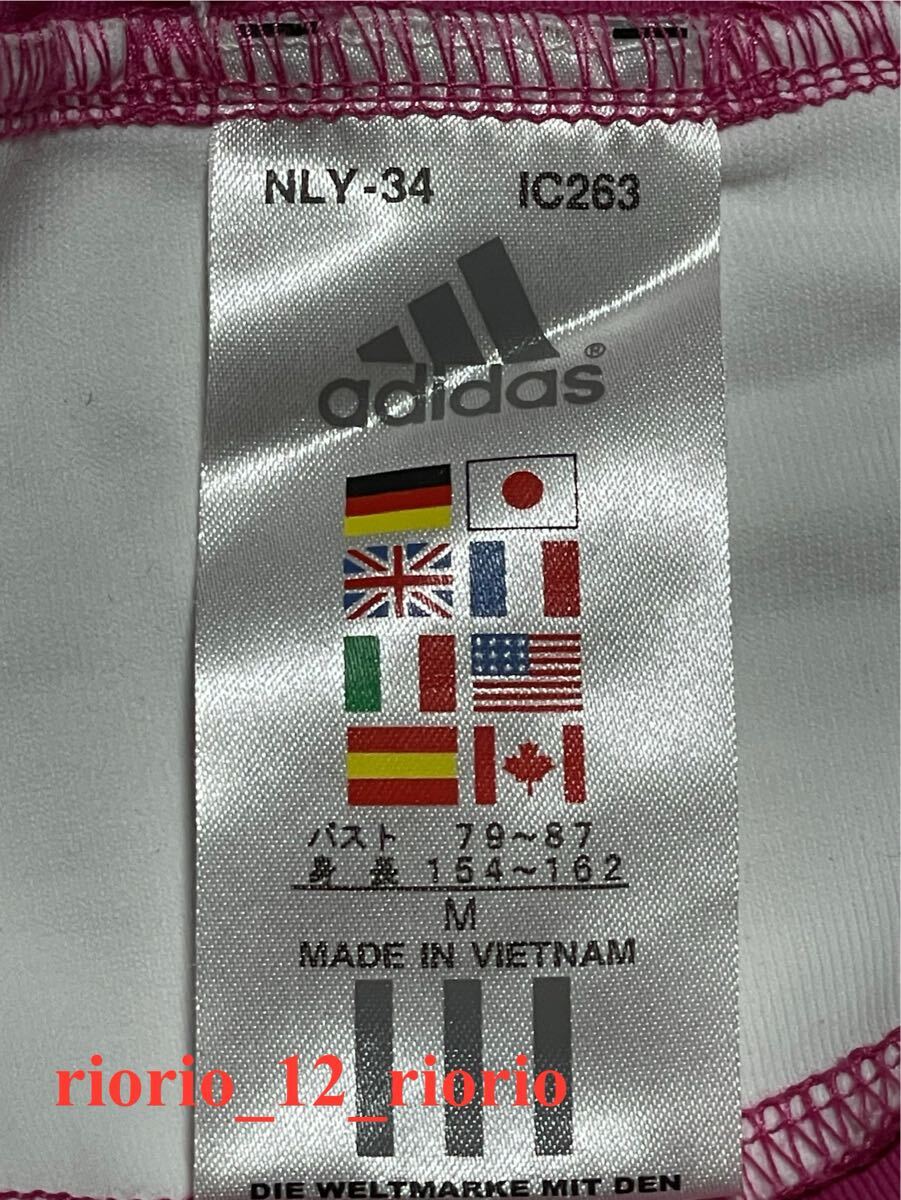 NLY-34 IC263
adidas®
バスト 79~87
身長 154~162
M
MADE IN VIETNAM
riorio_12_riorio
DIE WELTMARKE MIT DEN